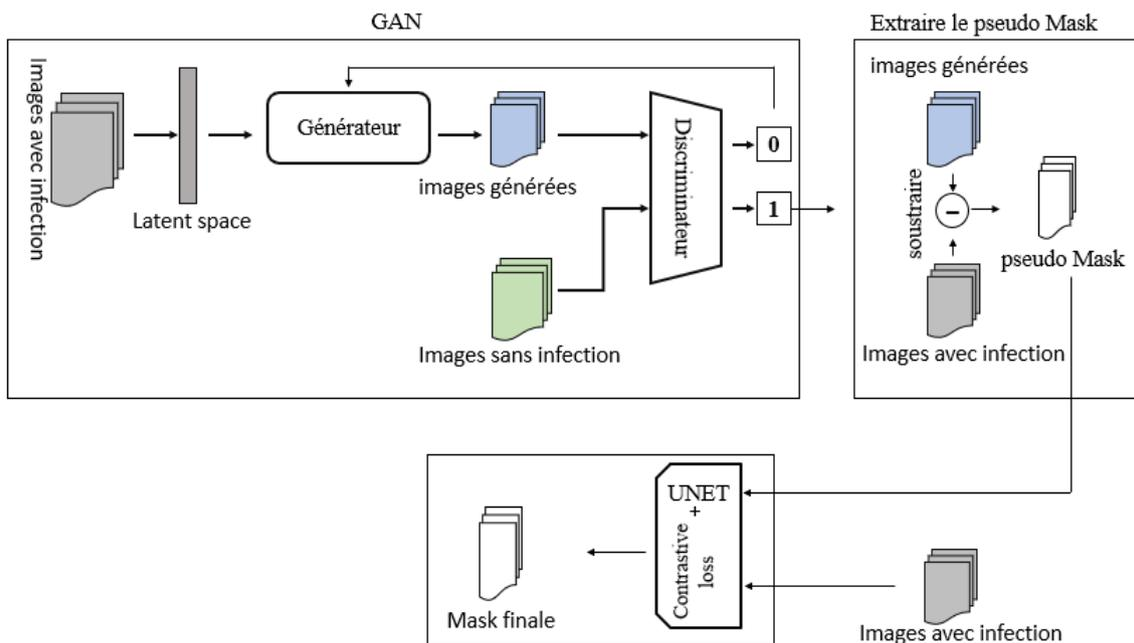 GAN
Extraire le pseudo Mask
Images avec
infection
Latent space
Générateur
images générées
Images sans infection
Discriminateur
0
1
images générées
soustraire
−
pseudo Mask
Images avec infection
UNET
+
Contrastive
loss
Mask finale
Images avec infection